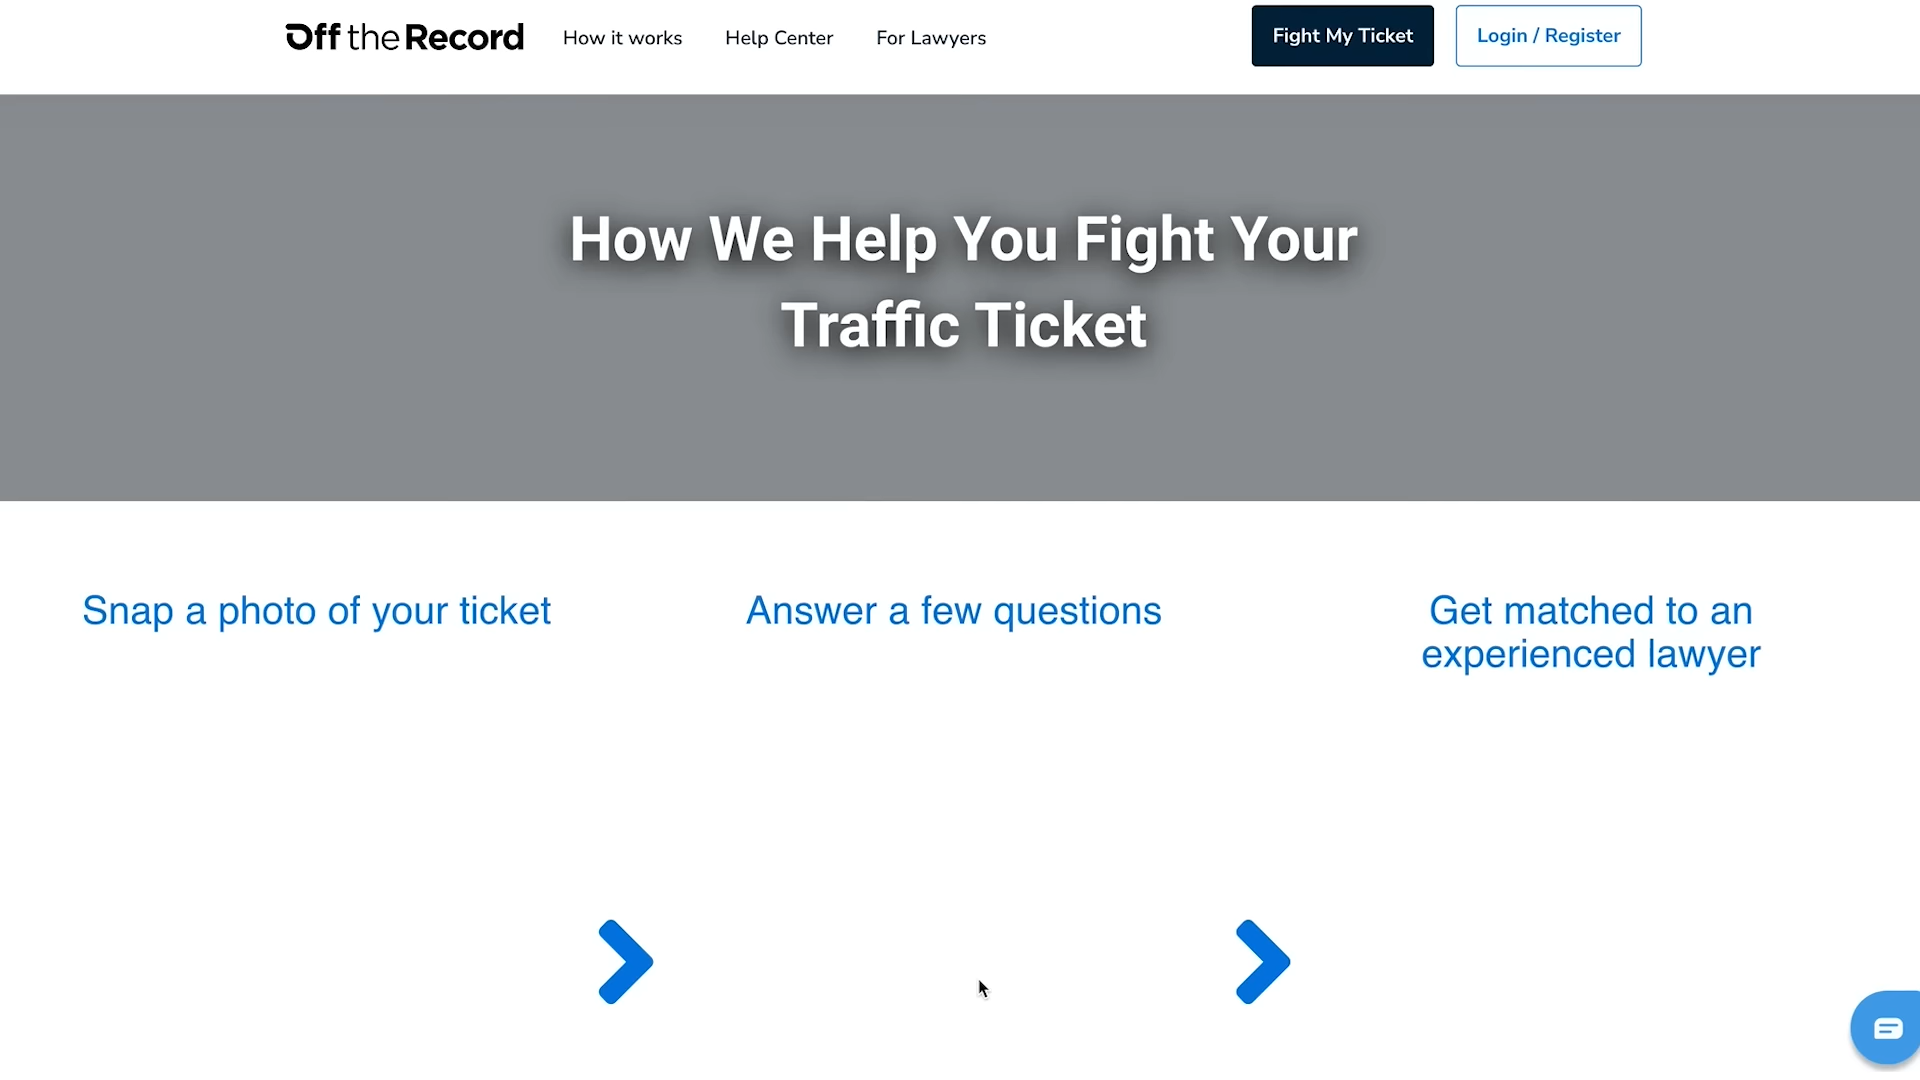 Off the Record
How it works
Help Center
For Lawyers
Fight My Ticket
Login / Register
How We Help You Fight Your
Traffic Ticket
Snap a photo of your ticket
Answer a few questions
Get matched to an
experienced lawyer